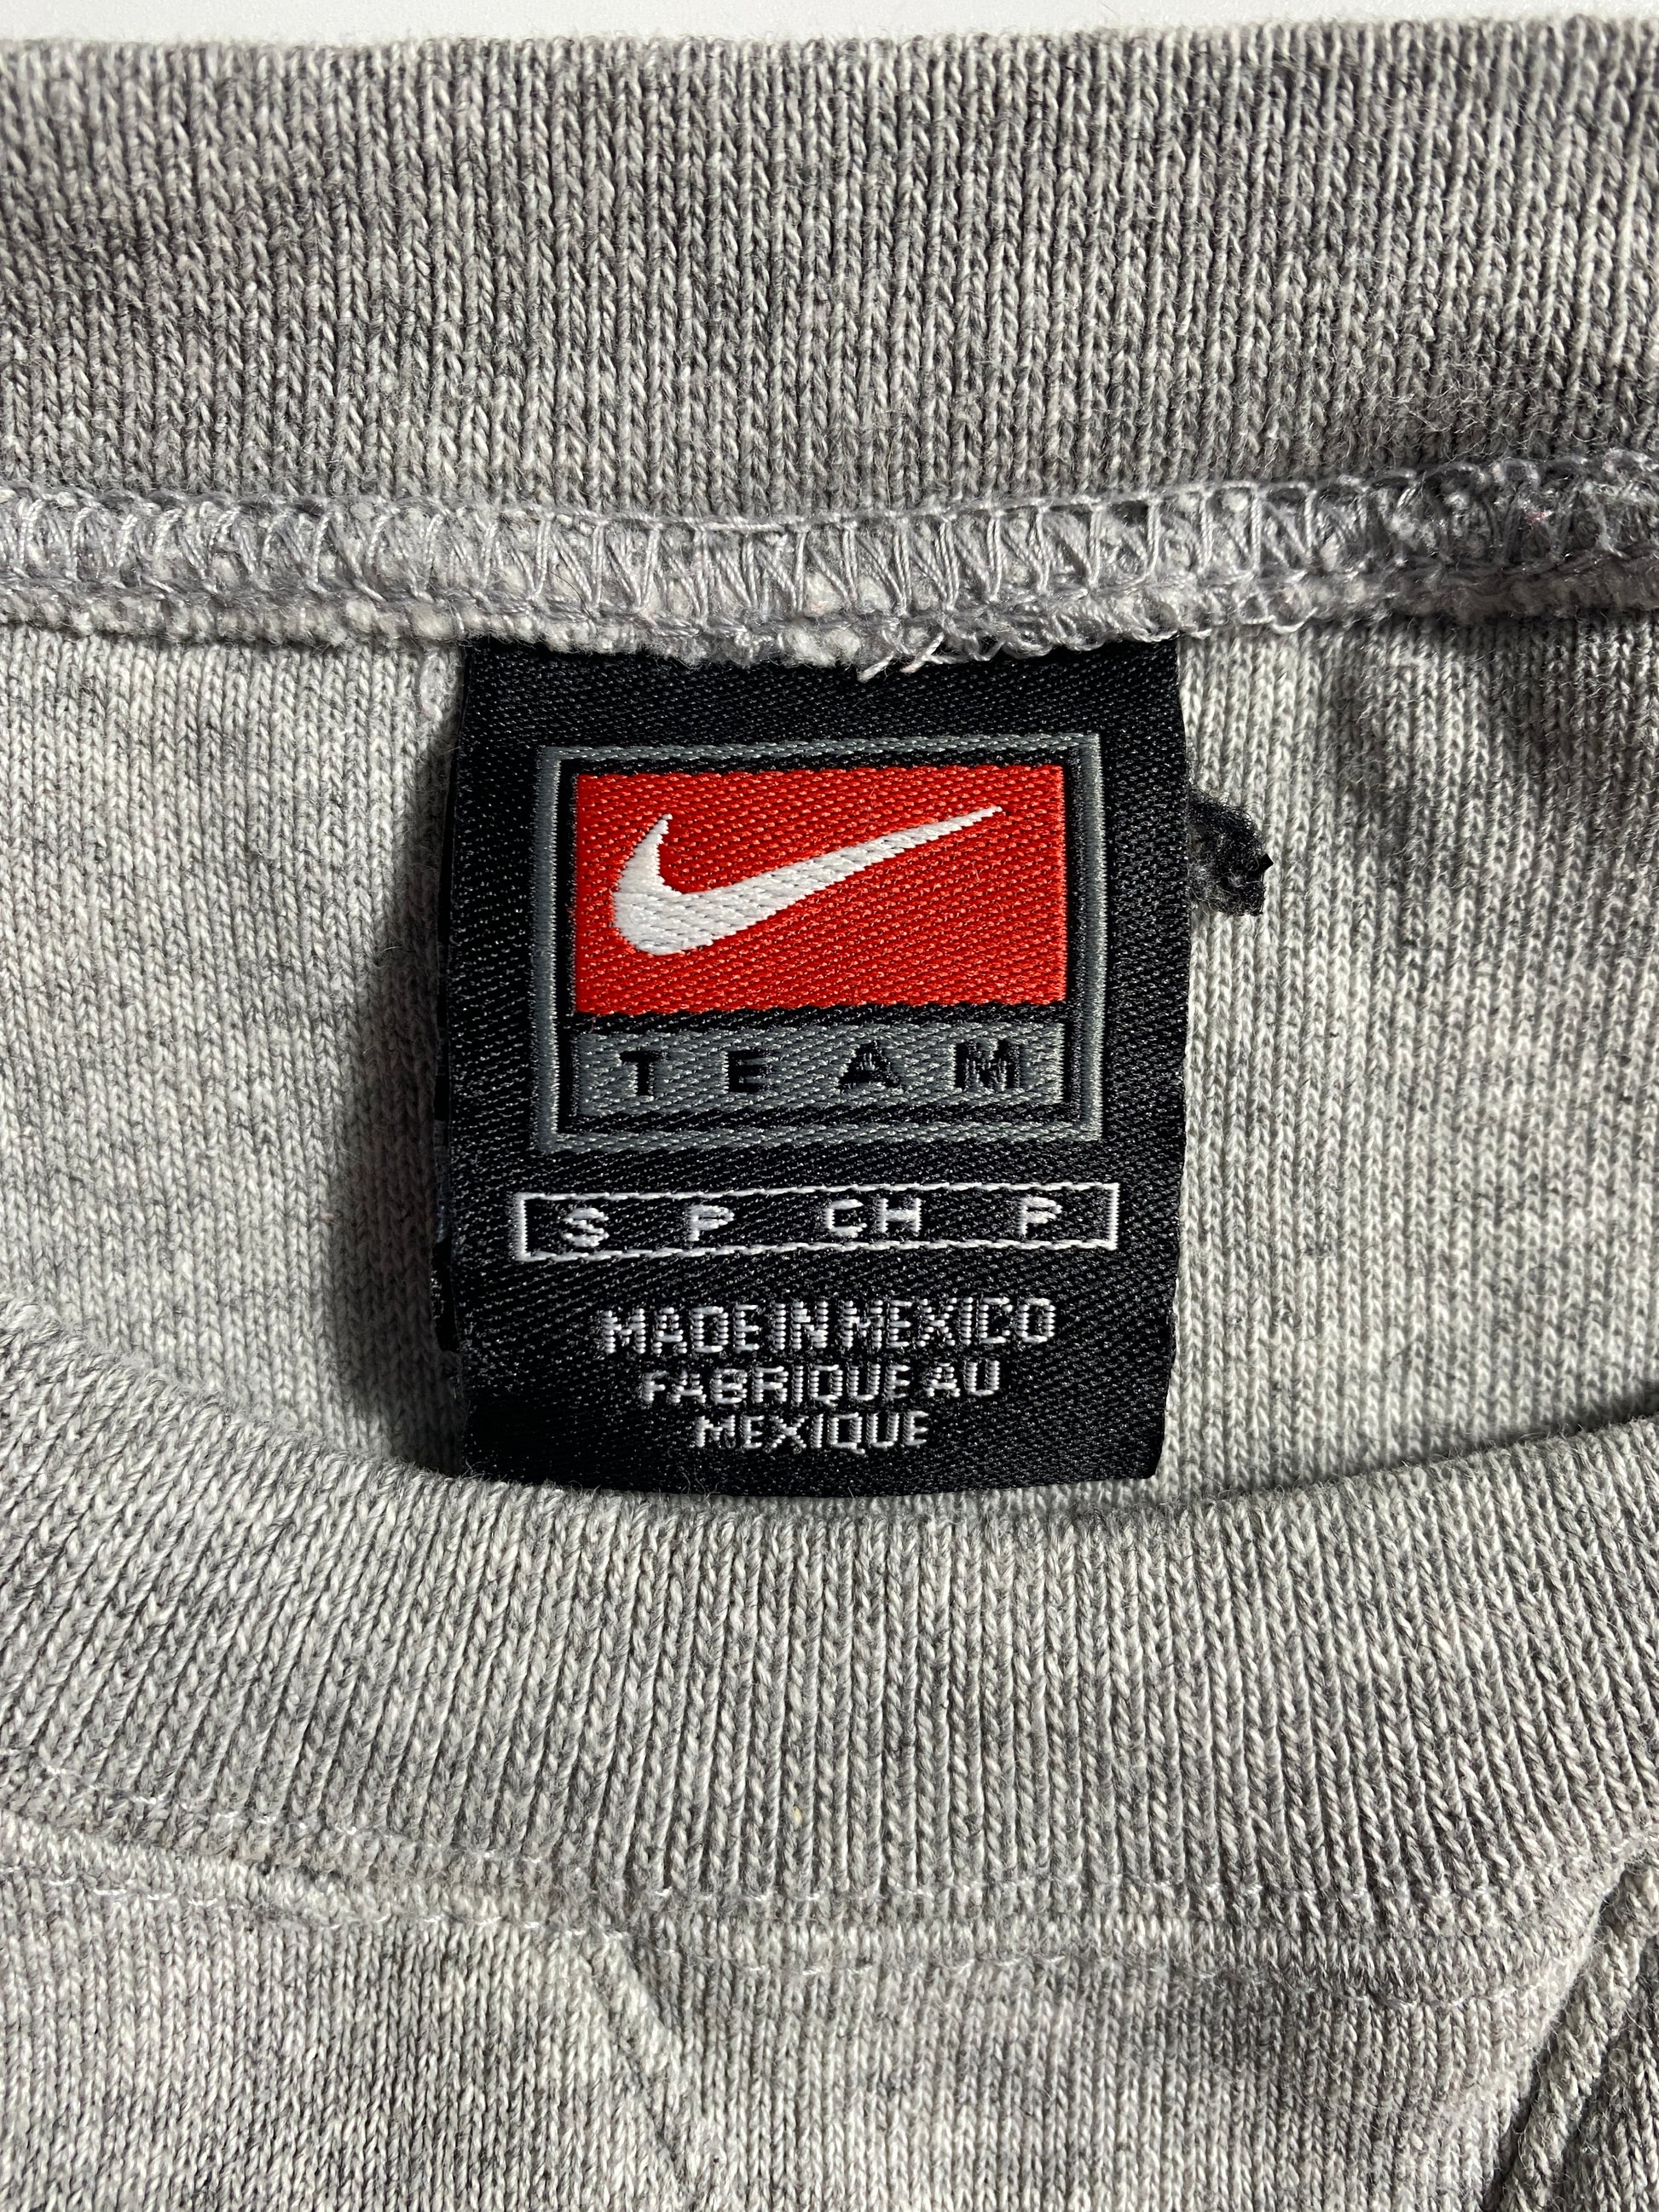 TEAM
S P CH P
MADE IN MEXICO
FABRIQUE AU
MEXIQUE